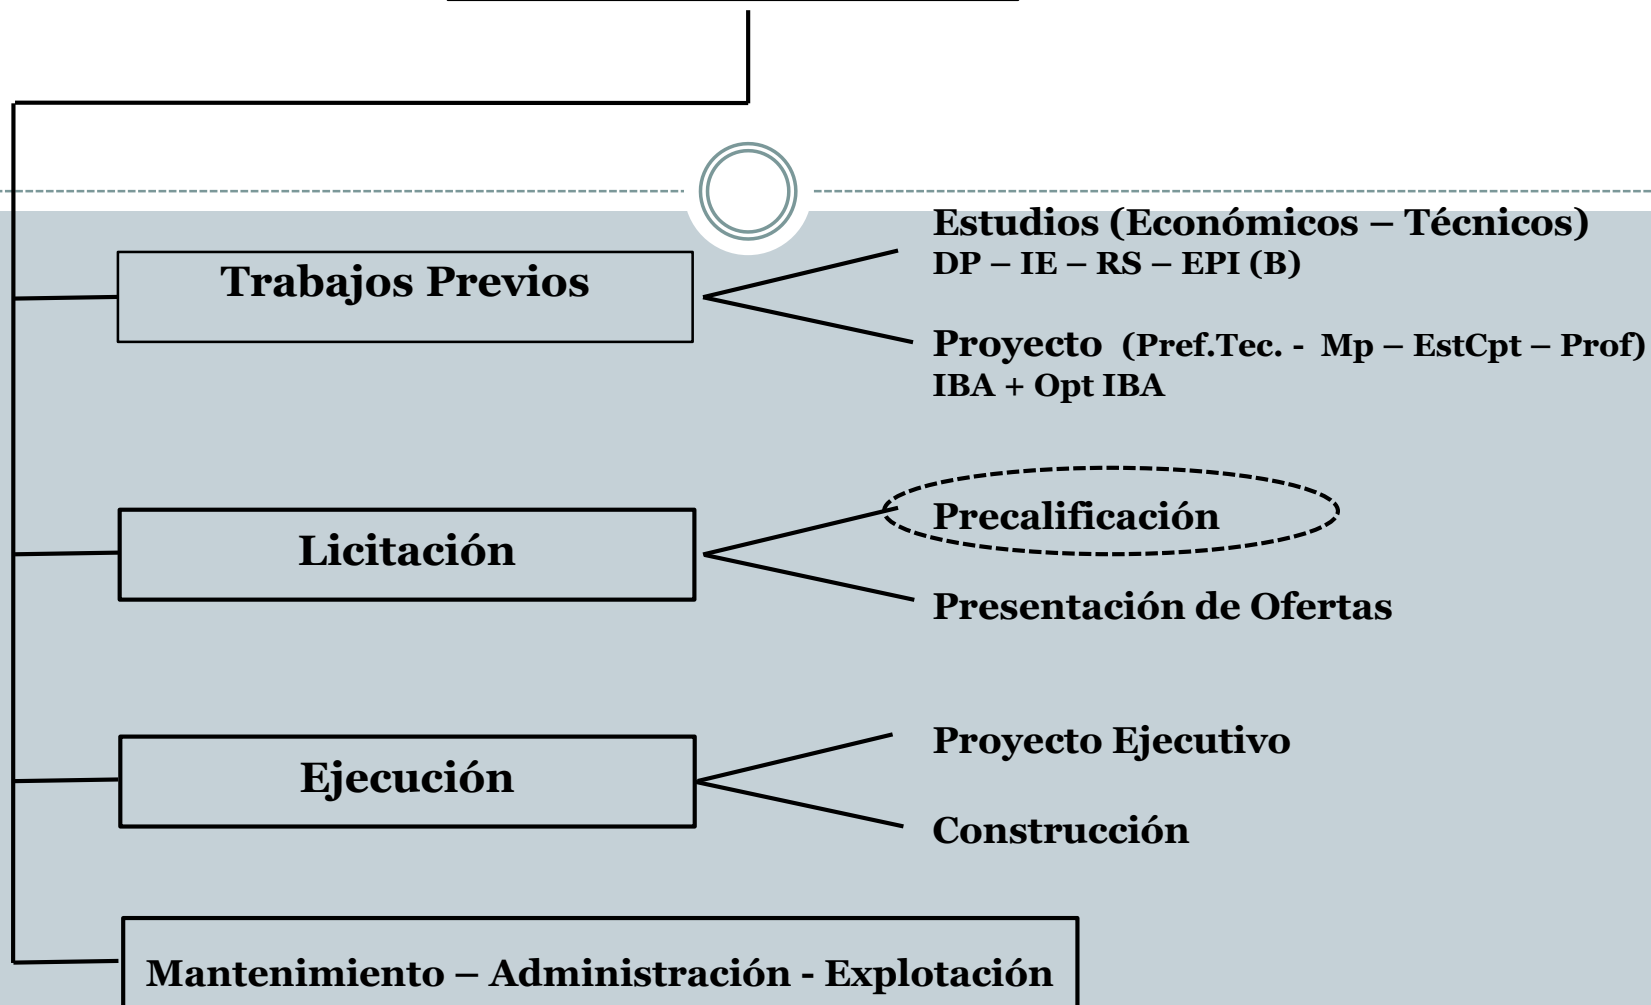 Trabajos Previos
Estudios (Económicos – Técnicos)
DP – IE – RS – EPI (B)
Proyecto (Pref.Tec. - Mp – EstCpt – Prof)
IBA + Opt IBA
Licitación
Precalificación
Presentación de Ofertas
Ejecución
Proyecto Ejecutivo
Construcción
Mantenimiento – Administración - Explotación